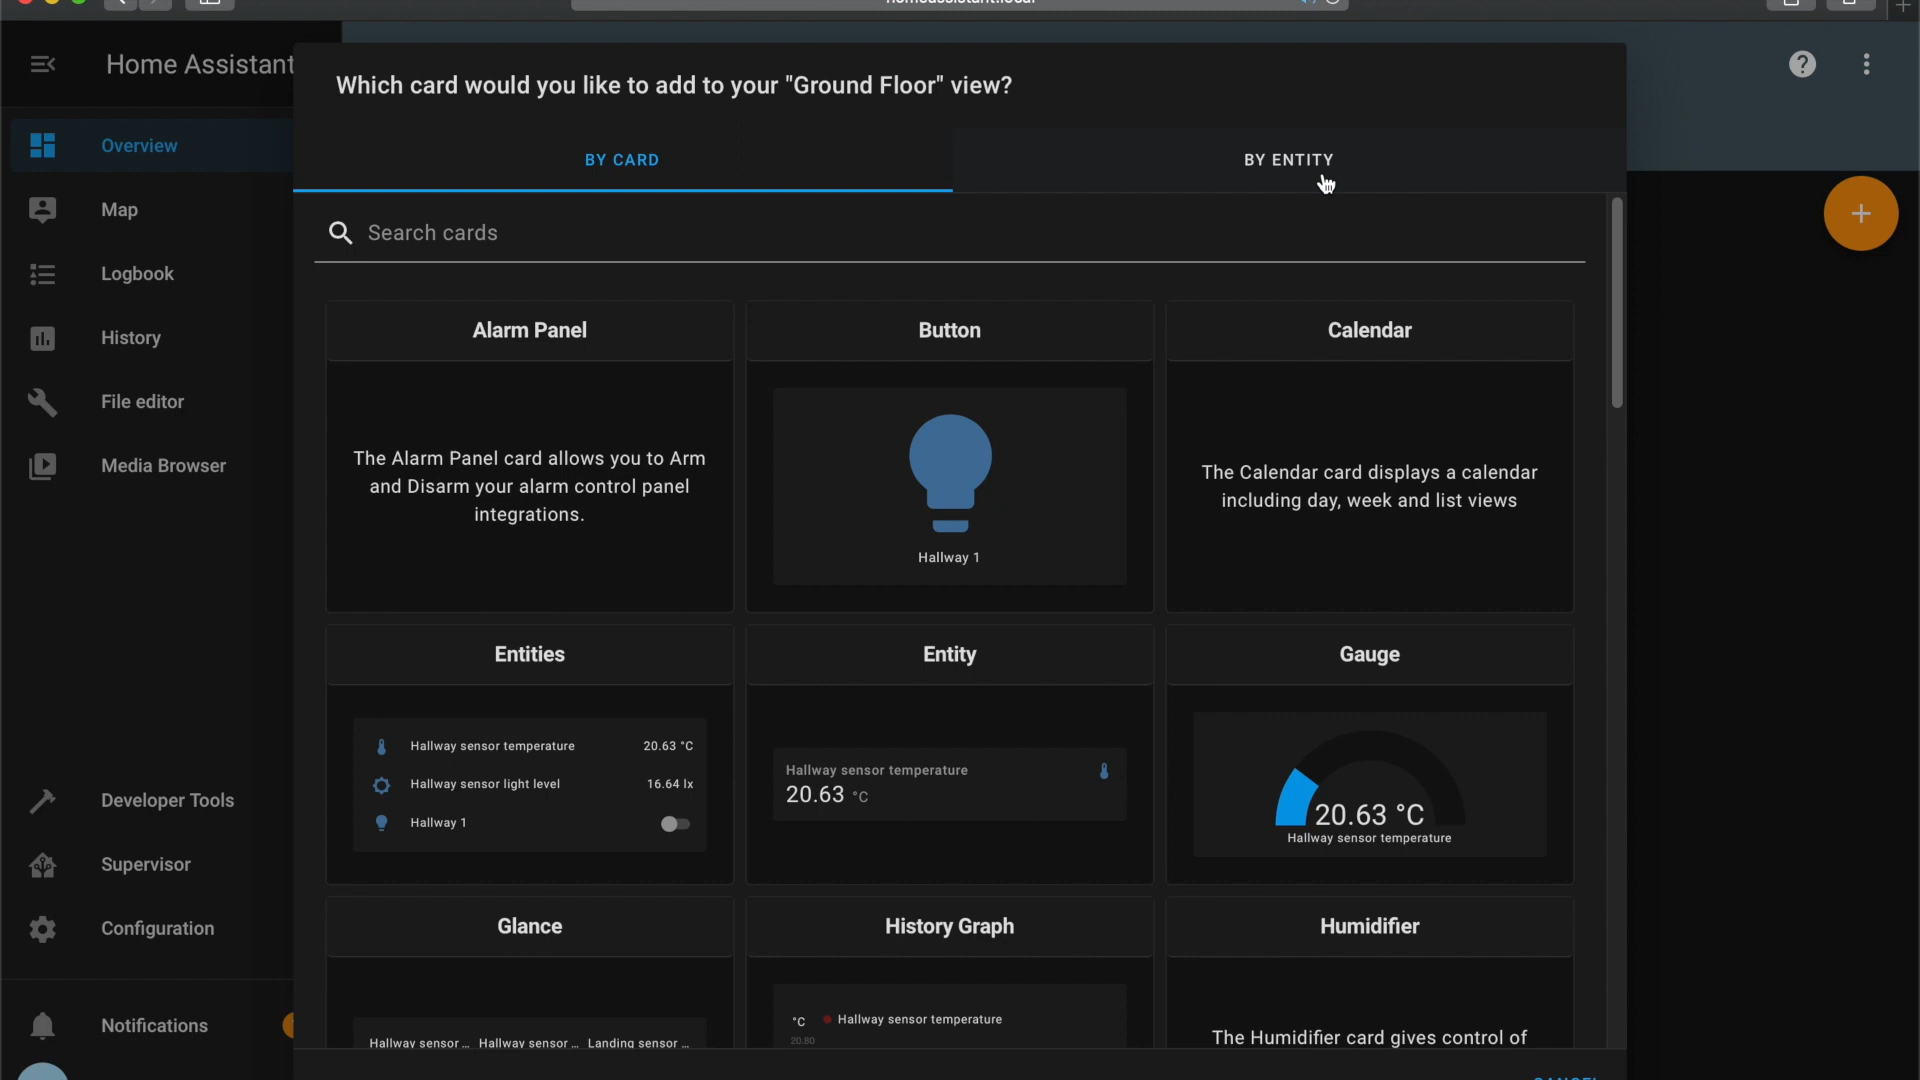 homeassistant.local
Home Assistant
Which card would you like to add to your "Ground Floor" view?
BY CARD
BY ENTITY
Overview
Map
Logbook
History
File editor
Media Browser
Developer Tools
Supervisor
Configuration
Notifications
Search cards
Alarm Panel
The Alarm Panel card allows you to Arm
and Disarm your alarm control panel
integrations.
Button
Hallway 1
Calendar
The Calendar card displays a calendar
including day, week and list views
Entities
Hallway sensor temperature 20.63 °C
Hallway sensor light level 16.64 lx
Hallway 1
Entity
Hallway sensor temperature
20.63 °C
Gauge
20.63 °C
Hallway sensor temperature
Glance
Hallway sensor ... Hallway sensor ... Landing sensor ...
History Graph
°C Hallway sensor temperature
20.80
Humidifier
The Humidifier card gives control of
CANCEL